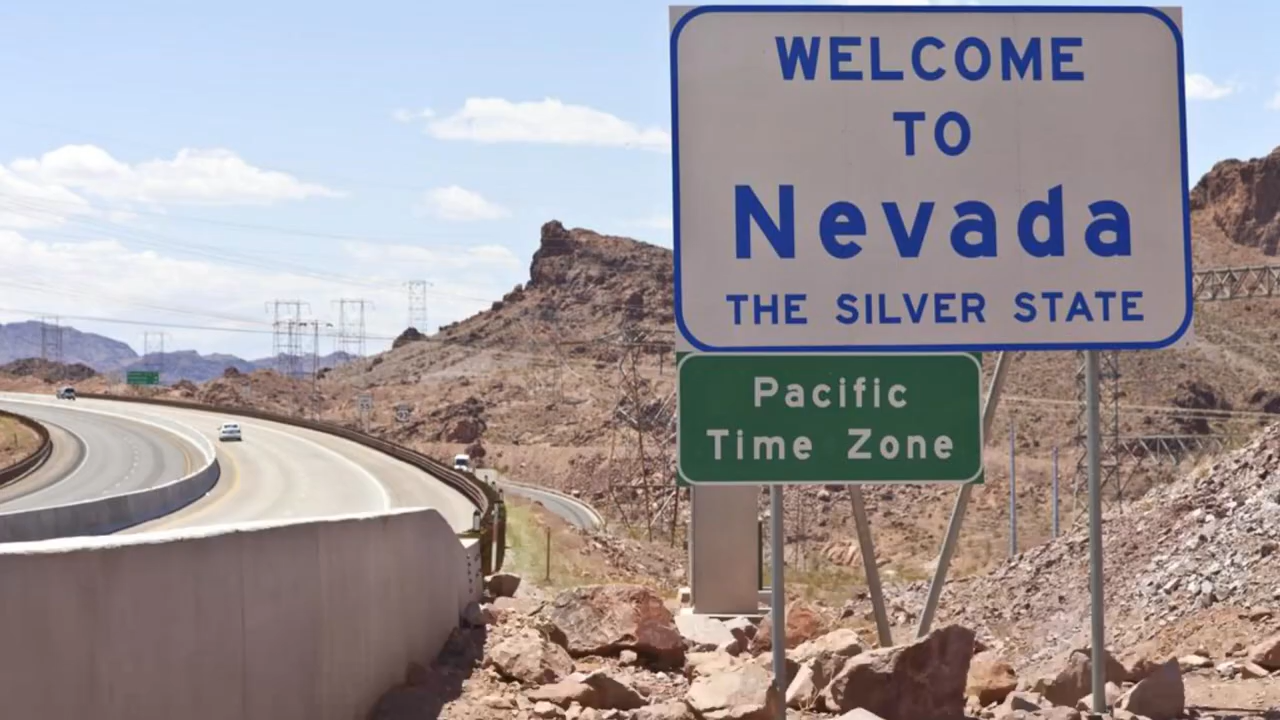 WELCOME
TO
Nevada
THE SILVER STATE
Pacific
Time Zone